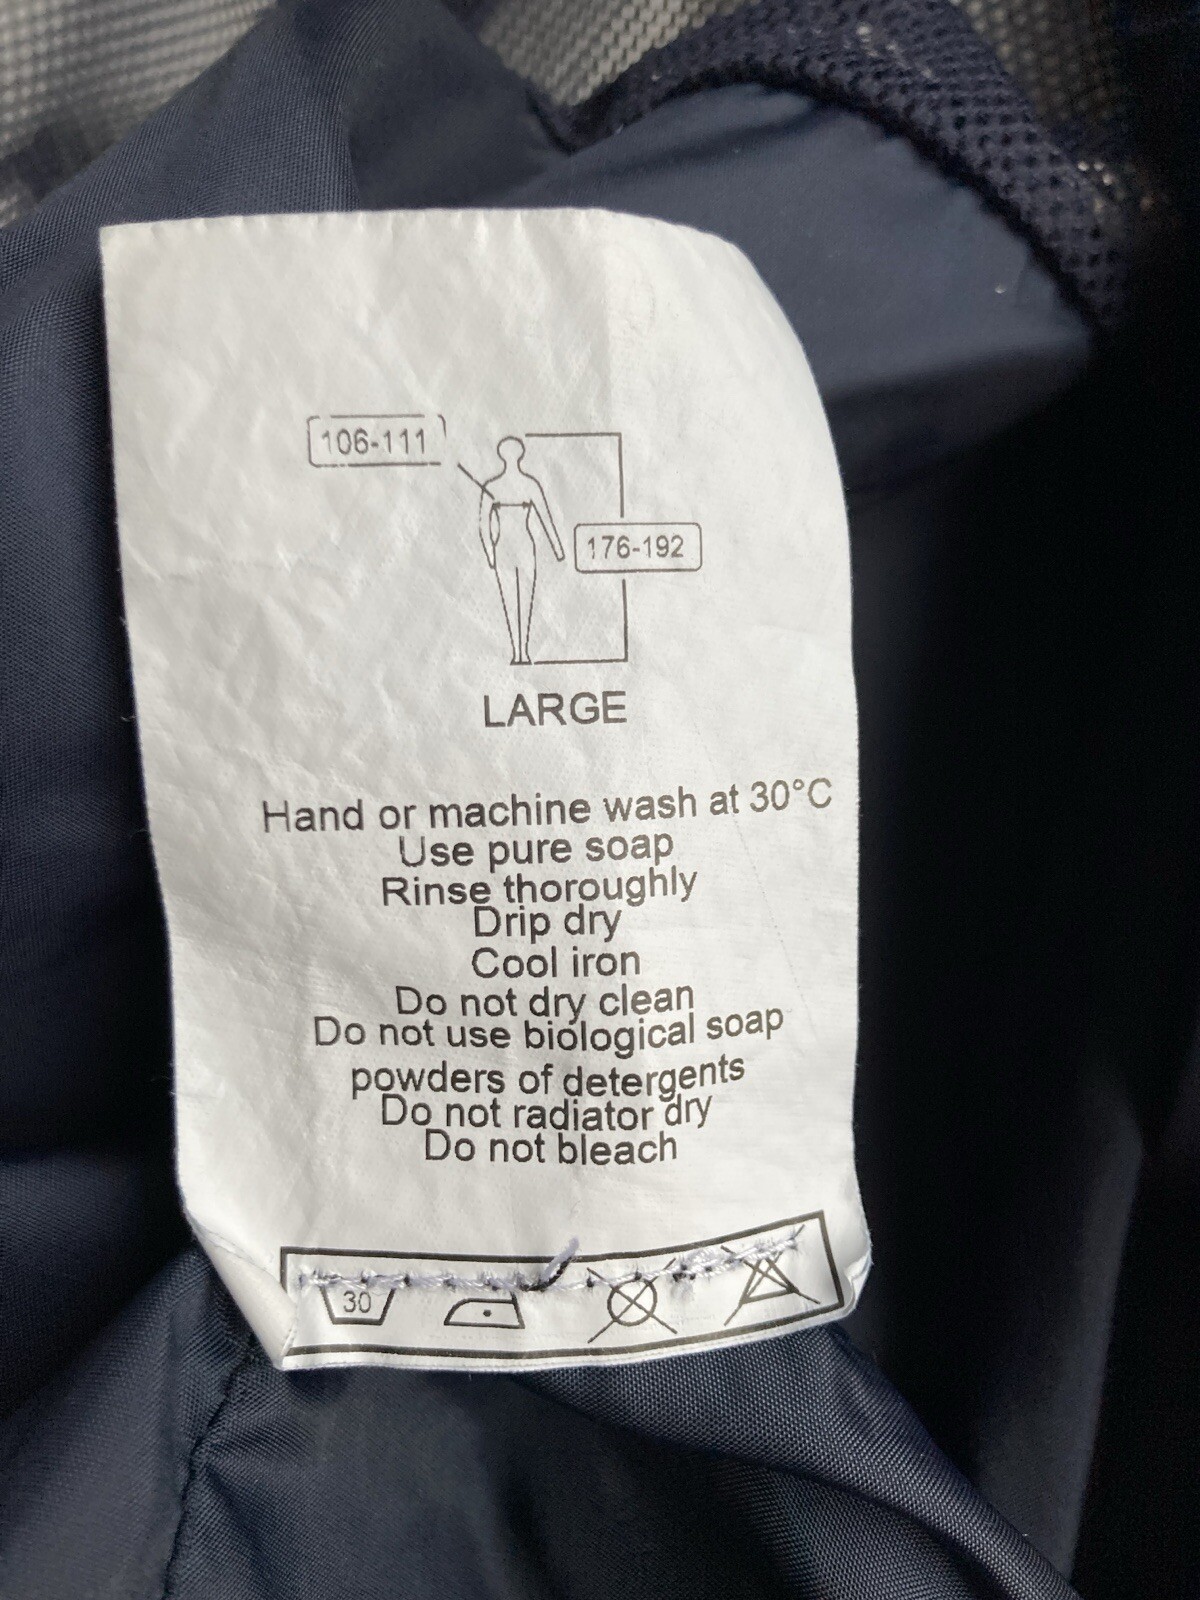 106-111
176-192
LARGE
Hand or machine wash at 30°C
Use pure soap
Rinse thoroughly
Drip dry
Cool iron
Do not dry clean
Do not use biological soap
powders of detergents
Do not radiator dry
Do not bleach
30